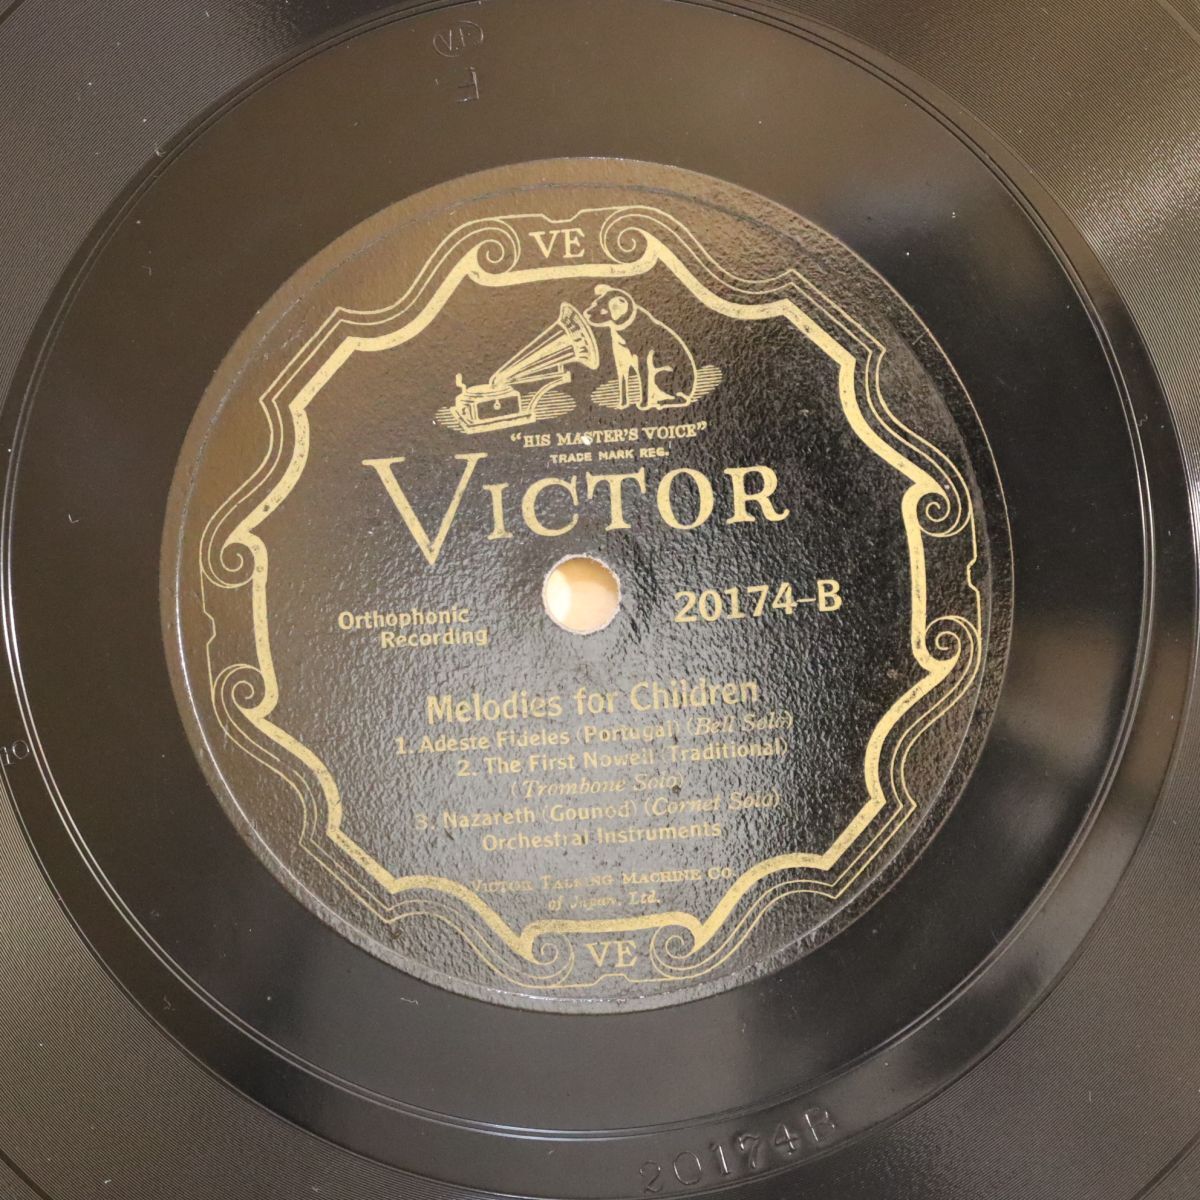 V.E.
F
VE
"HIS MASTER'S VOICE"
TRADE MARK REG.
VICTOR
Orthophonic
Recording
20174-B
Melodies for Children
1. Adeste Fideles (Portugal) (Bell Solo)
2. The First Nowell (Traditional)
(Trombone Solo)
3. Nazareth (Gounod) (Cornet Solo)
Orchestral Instruments
VICTOR TALKING MACHINE CO.
of Japan, Ltd.
VE
20174B